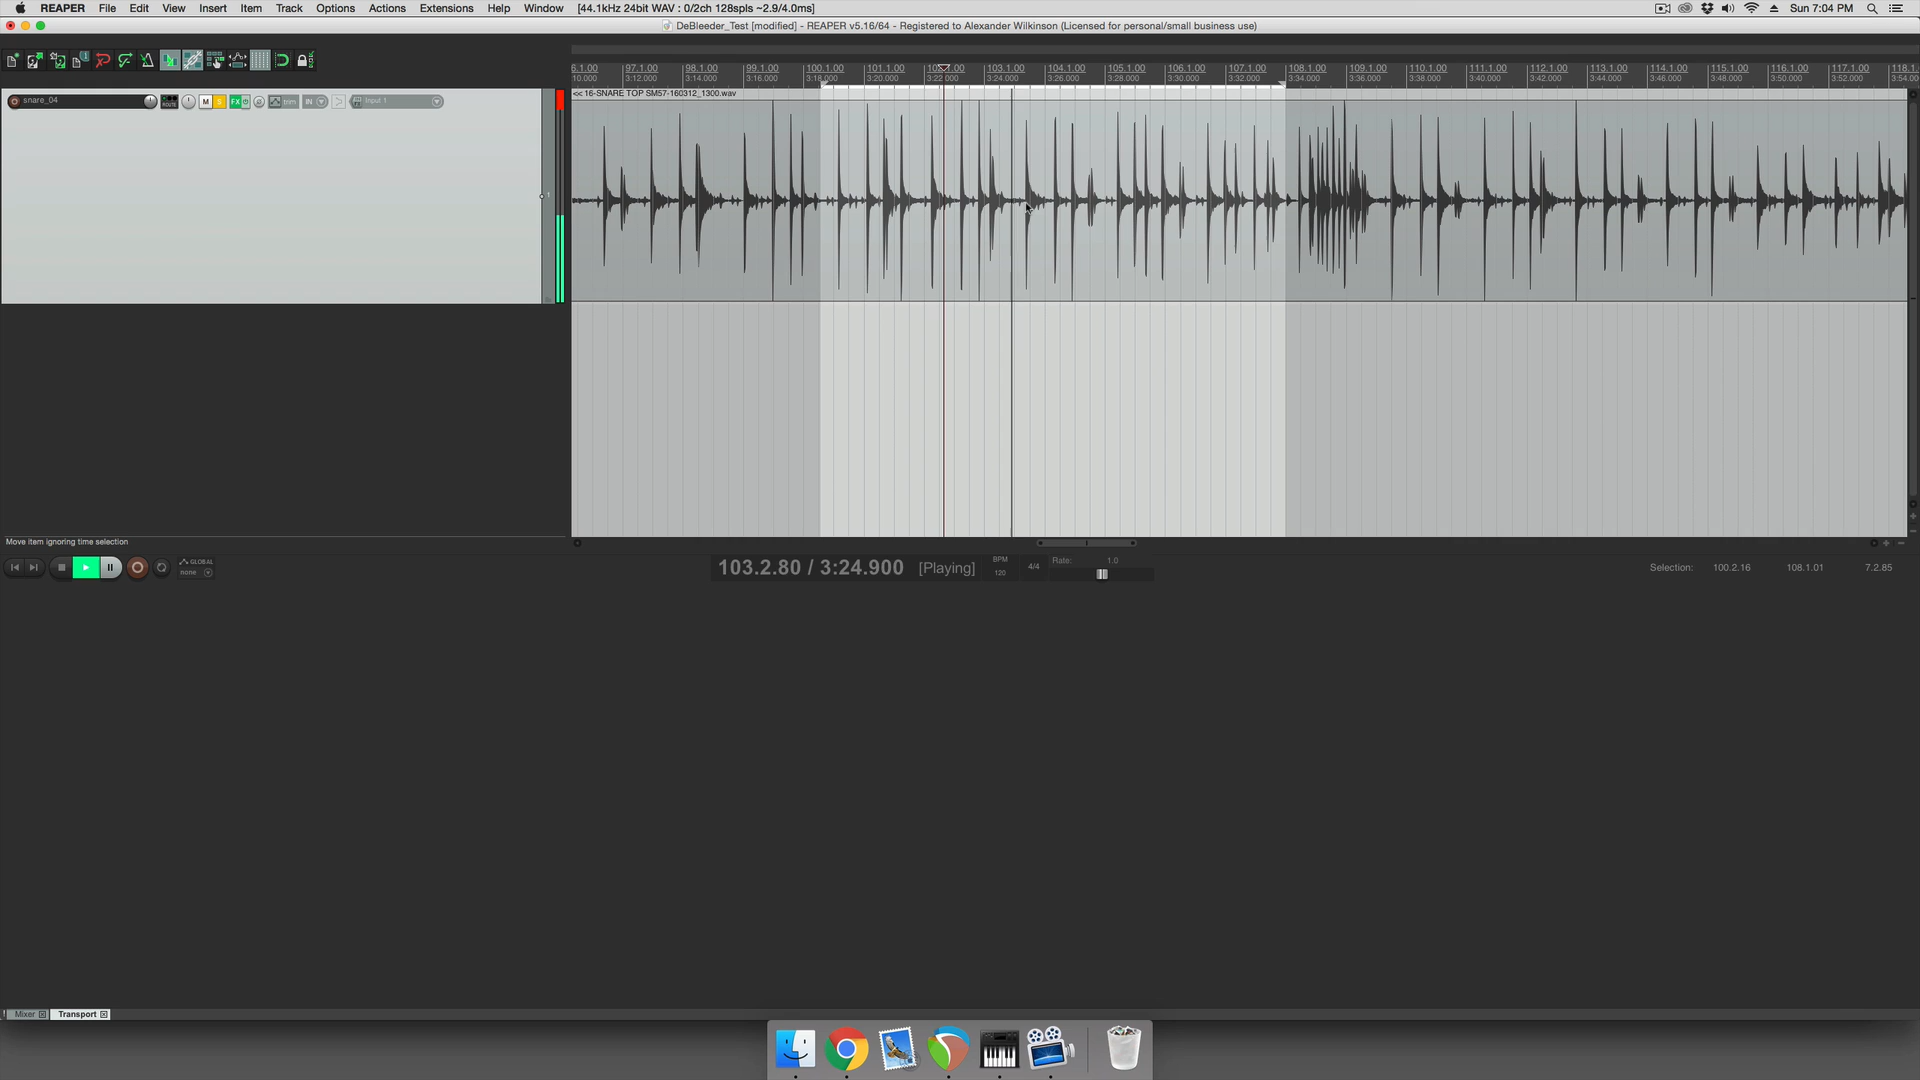 REAPER File Edit View Insert Item Track Options Actions Extensions Help Window [44.1kHz 24bit WAV : 0/2ch 128spls ~2.9/4.0ms] Sun 7:04 PM
DeBleeder_Test [modified] - REAPER v5.16/64 - Registered to Alexander Wilkinson (Licensed for personal/small business use)
6.1.00 97.1.00 98.1.00 99.1.00 100.1.00 101.1.00 102.1.00 103.1.00 104.1.00 105.1.00 106.1.00 107.1.00 108.1.00 109.1.00 110.1.00 111.1.00 112.1.00 113.1.00 114.1.00 115.1.00 116.1.00 117.1.00 118.1
10.000 3:12.000 3:14.000 3:16.000 3:18.000 3:20.000 3:22.000 3:24.000 3:26.000 3:28.000 3:30.000 3:32.000 3:34.000 3:36.000 3:38.000 3:40.000 3:42.000 3:44.000 3:46.000 3:48.000 3:50.000 3:52.000 3:54.0
<< 16-SNARE TOP SM57-160312_1300.wav
snare_04 ROUTE M S FX trim IN Input 1
1
Move item ignoring time selection
GLOBAL
none
103.2.80 / 3:24.900 [Playing]
BPM
120
4/4
Rate: 1.0
Selection: 100.2.16 108.1.01 7.2.85
Mixer Transport